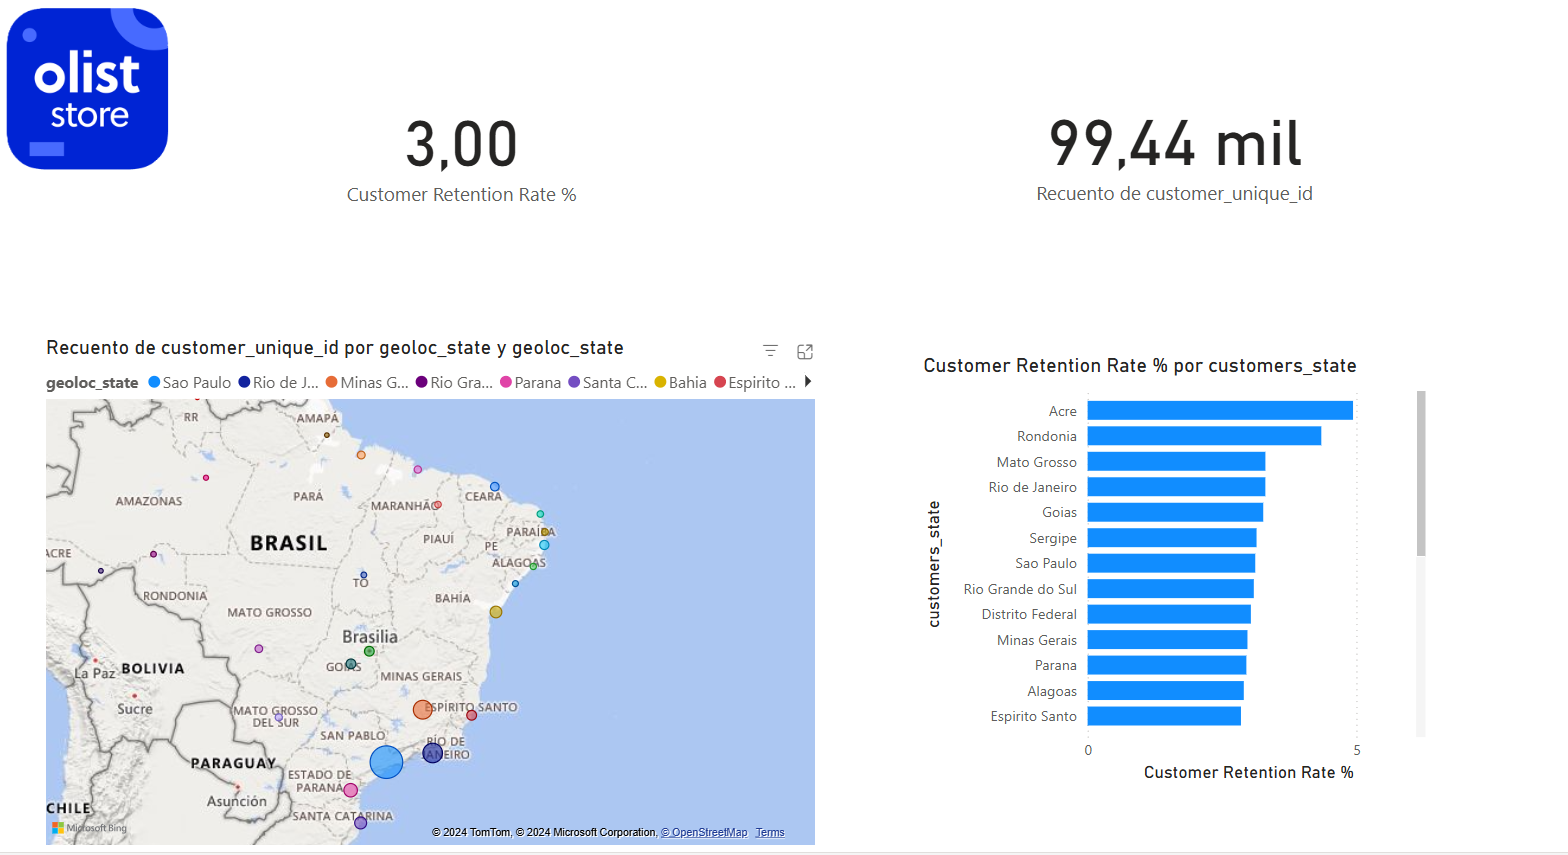 olist
store
3,00
Customer Retention Rate %
99,44 mil
Recuento de customer_unique_id
Recuento de customer_unique_id por geoloc_state y geoloc_state
geoloc_state Sao Paulo Rio de J... Minas G... Rio Gra... Parana Santa C... Bahia Espirito ...
RR
AMAPÁ
AMAZONAS
PARÁ
MARANHÃO
CEARA
PIAUÍ
PARAÍBA
PE
ALAGOAS
BRASIL
ACRE
TO
RONDONIA
BAHÍA
MATO GROSSO
Brasilia
GOIÁS
La Paz
BOLIVIA
MINAS GERAIS
Sucre
MATO GROSSO
DEL SUR
ESPÍRITO SANTO
SAN PABLO
RÍO DE
JANEIRO
PARAGUAY
ESTADO DE
PARANÁ
Asunción
CHILE
SANTA CATARINA
Microsoft Bing
© 2024 TomTom, © 2024 Microsoft Corporation, © OpenStreetMap Terms
Customer Retention Rate % por customers_state
customers_state
Acre
Rondonia
Mato Grosso
Rio de Janeiro
Goias
Sergipe
Sao Paulo
Rio Grande do Sul
Distrito Federal
Minas Gerais
Parana
Alagoas
Espirito Santo
0 5
Customer Retention Rate %